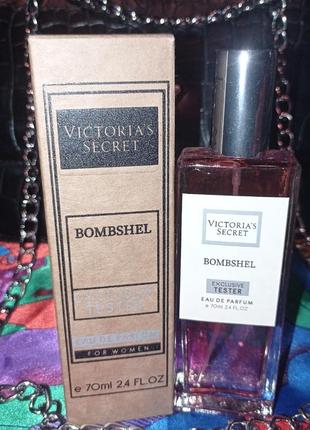 VICTORIA'S
SECRET
BOMBSHEL
TESTER
EAU DE PARFUM
FOR WOMEN
e 70ml 2.4 FL.OZ
VICTORIA'S
SECRET
BOMBSHEL
EXCLUSIVE
TESTER
EAU DE PARFUM
e 70ml 2.4 FL.OZ